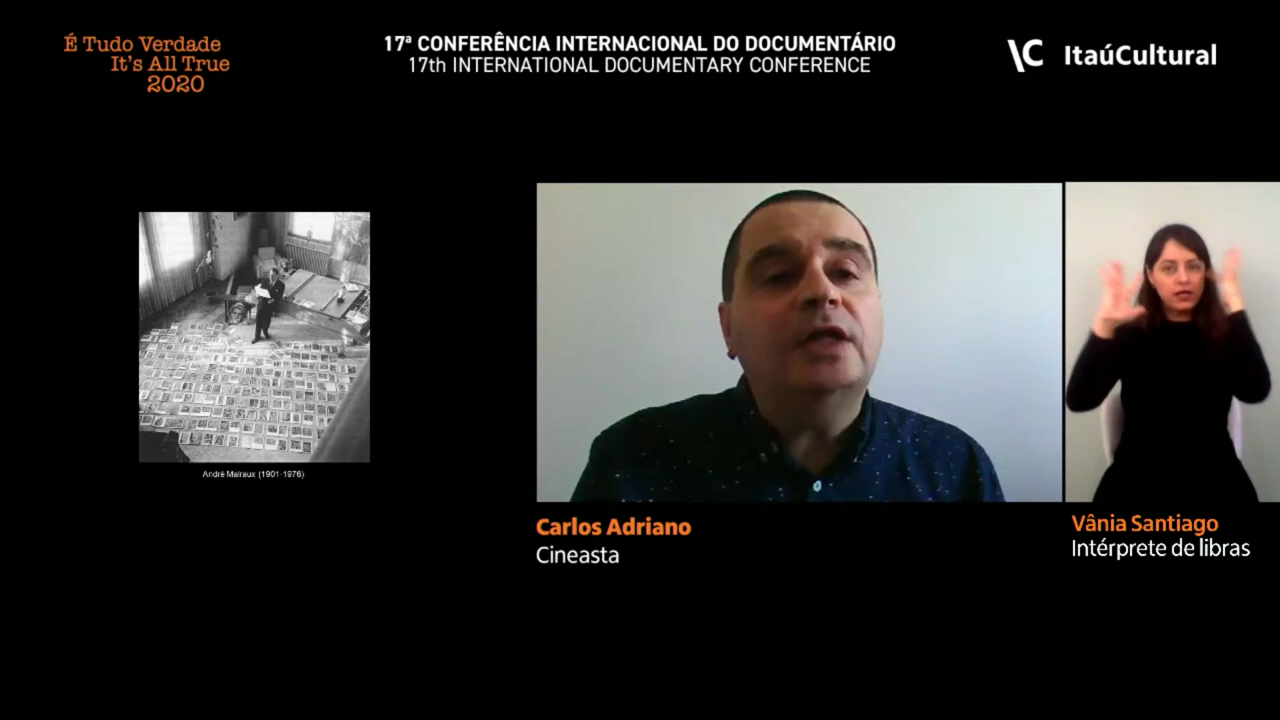 É Tudo Verdade
It's All True
2020
17ª CONFERÊNCIA INTERNACIONAL DO DOCUMENTÁRIO
17th INTERNATIONAL DOCUMENTARY CONFERENCE
ItaúCultural
André Malraux (1901-1976)
Carlos Adriano
Cineasta
Vânia Santiago
Intérprete de libras